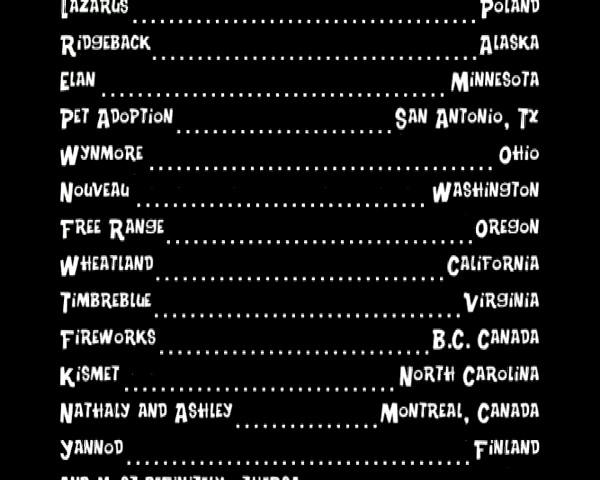 Lazarus....................................Poland
Ridgeback..................................Alaska
Elan.....................................Minnesota
Pet Adoption.......................San Antonio, Tx
Wynmore.....................................Ohio
Nouveau...............................Washington
Free Range................................Oregon
Wheatland..............................California
Timbreblue...............................Virginia
Fireworks............................B.C. Canada
Kismet.............................North Carolina
Nathaly and Ashley...............Montreal, Canada
Yannod....................................Finland